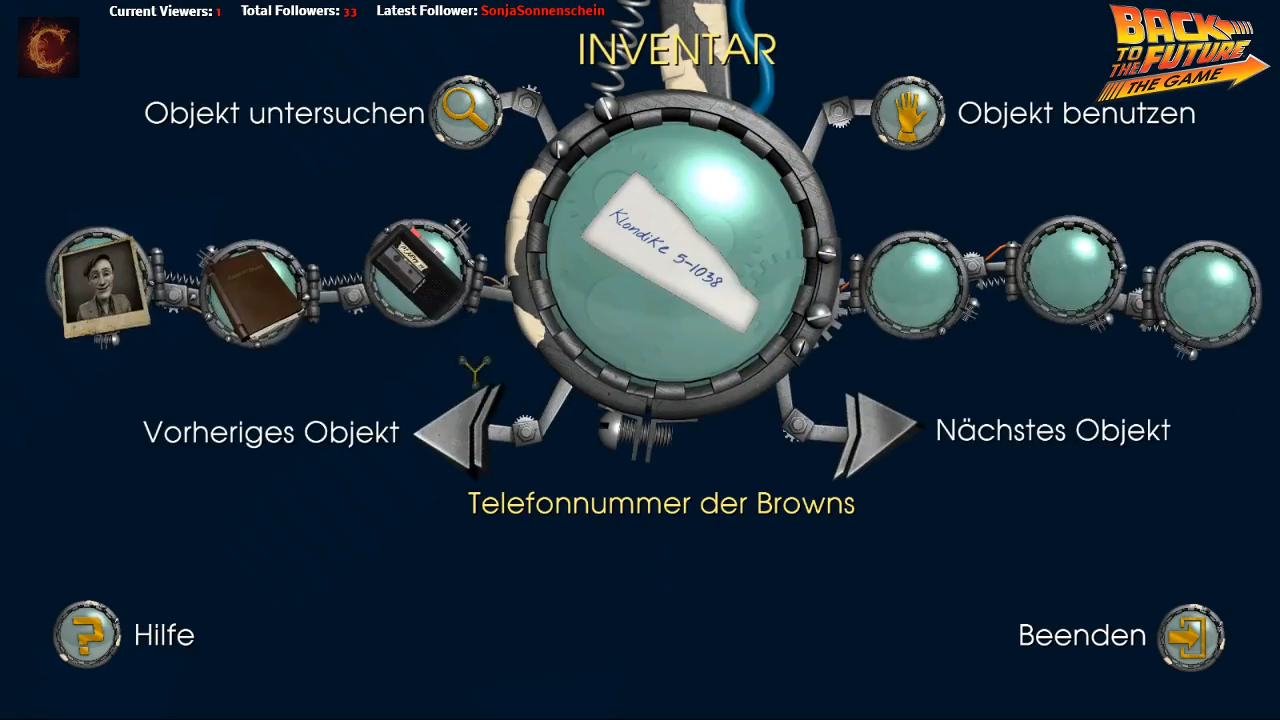 Current Viewers: 1 Total Followers: 33 Latest Follower: SonjaSonnenschein
BACK
TO
THE FUTURE
THE GAME
INVENTAR
Objekt untersuchen
Objekt benutzen
Klondike 5-1038
Vorheriges Objekt
Nächstes Objekt
Telefonnummer der Browns
Hilfe
Beenden